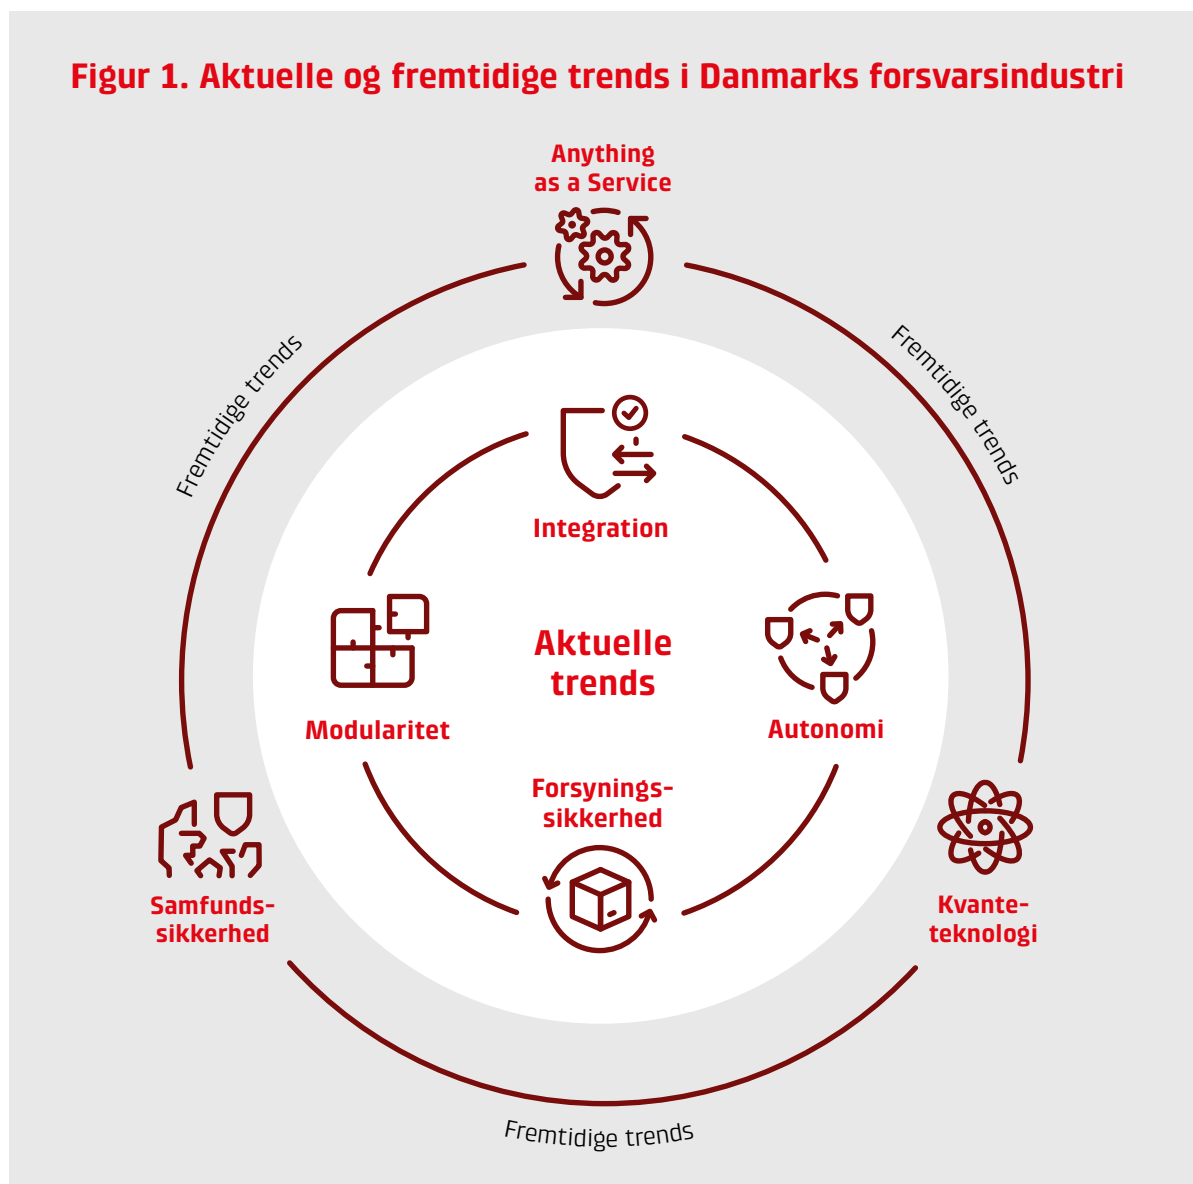 Figur 1. Aktuelle og fremtidige trends i Danmarks forsvarsindustri
Anything
as a Service
Fremtidige trends
Fremtidige trends
Integration
Aktuelle
trends
Modularitet
Autonomi
Forsynings-
sikkerhed
Samfunds-
sikkerhed
Kvante-
teknologi
Fremtidige trends